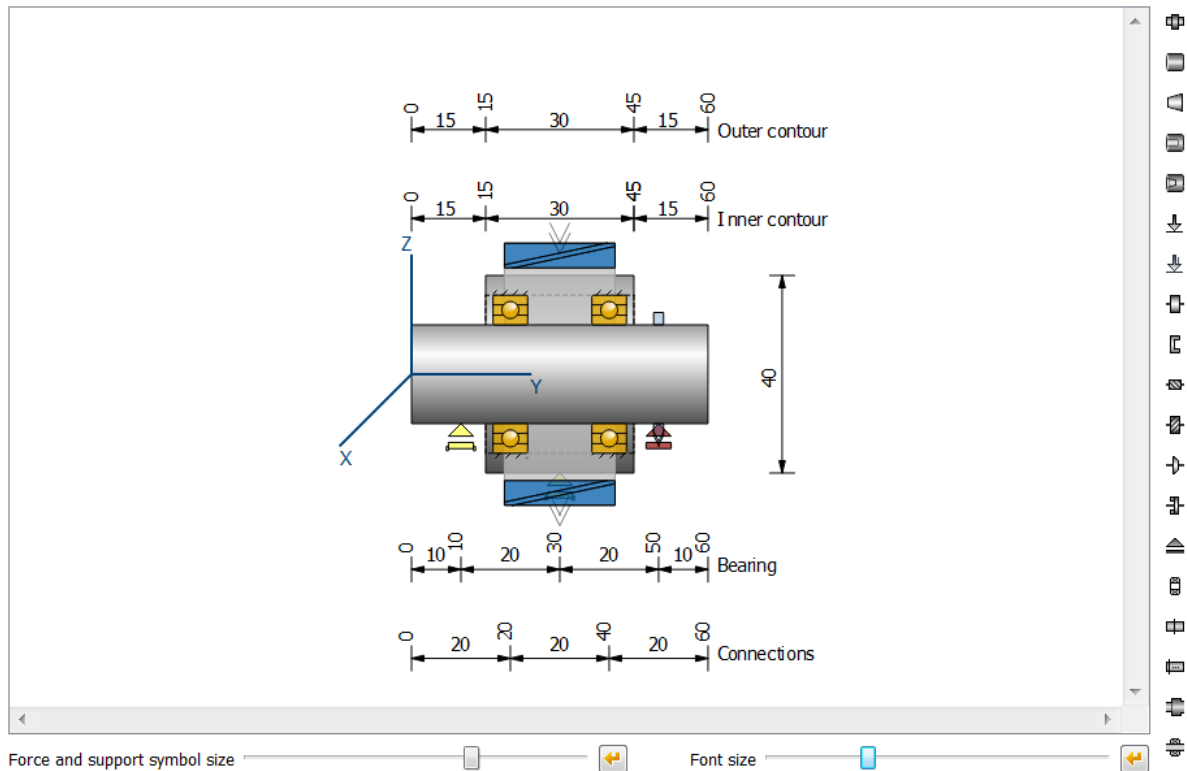 0 15 45 60
15 30 15 Outer contour
0 15 45 60
15 30 15 Inner contour
Z
Y
40
X
0 10 30 50 60
10 20 20 10 Bearing
0 20 40 60
20 20 20 Connections
Force and support symbol size Font size